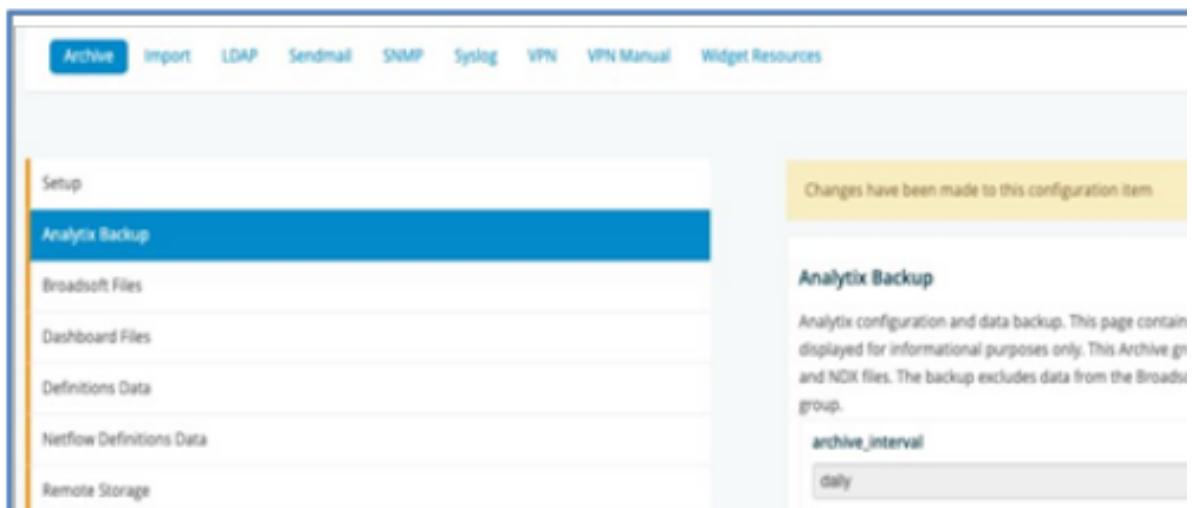 Archive Import LDAP Sendmail SNMP Syslog VPN VPN Manual Widget Resources
Setup
Analytix Backup
Broadsoft Files
Dashboard Files
Definitions Data
Netflow Definitions Data
Remote Storage
Changes have been made to this configuration item
Analytix Backup
Analytix configuration and data backup. This page contain
displayed for informational purposes only. This Archive gr
and NDX files. The backup excludes data from the Broadso
group.
archive_interval
daily